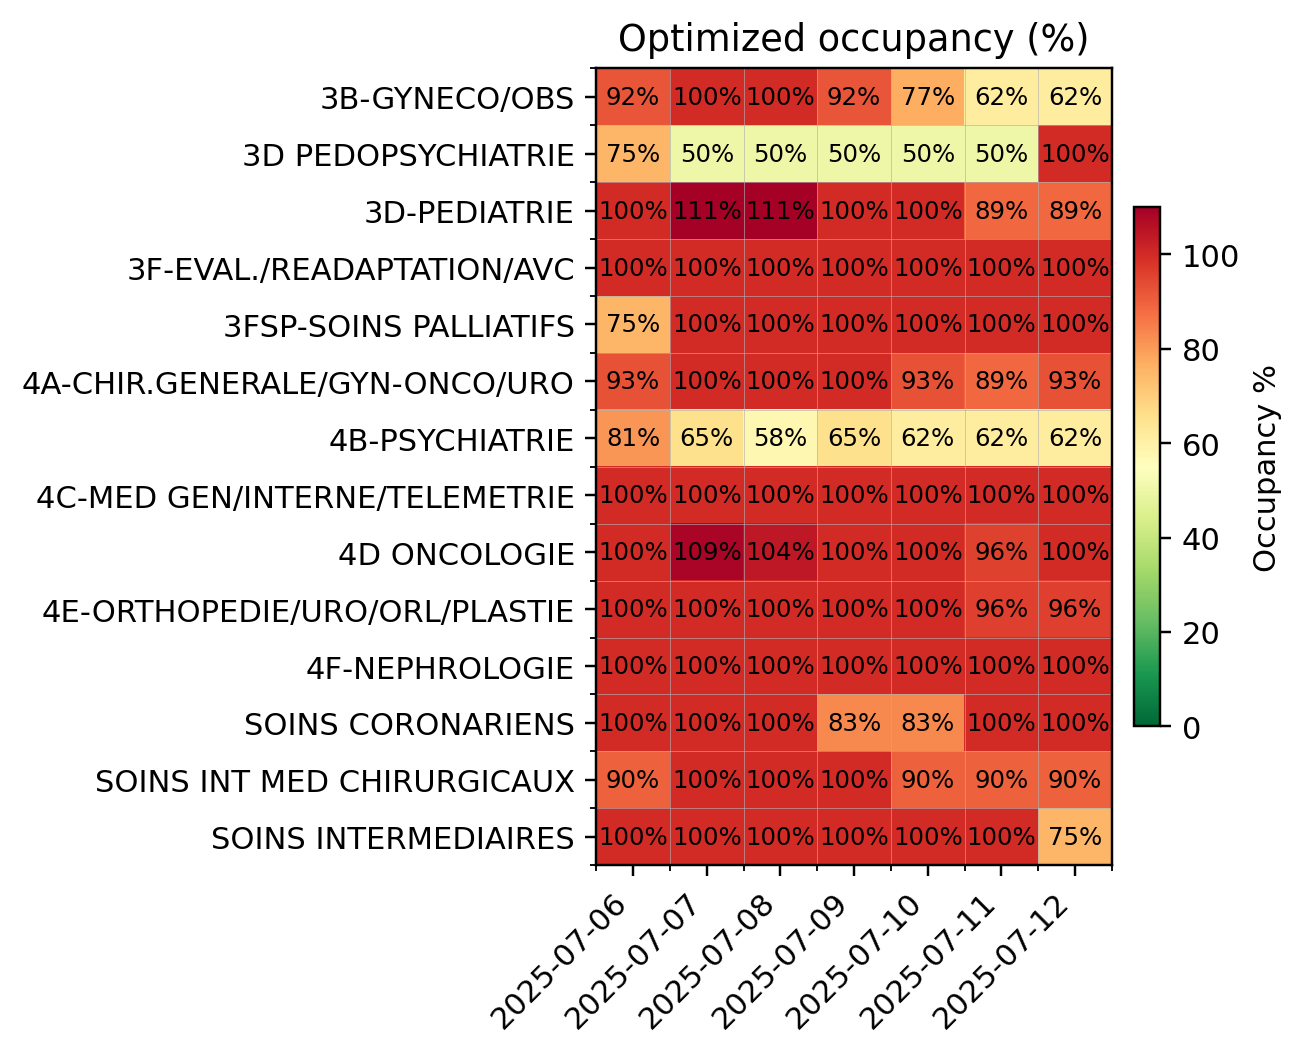 Optimized occupancy (%)
3B-GYNECO/OBS 92% 100% 100% 92% 77% 62% 62%
3D PEDOPSYCHIATRIE 75% 50% 50% 50% 50% 50% 100%
3D-PEDIATRIE 100% 111% 111% 100% 100% 89% 89%
3F-EVAL./READAPTATION/AVC 100% 100% 100% 100% 100% 100% 100%
3FSP-SOINS PALLIATIFS 75% 100% 100% 100% 100% 100% 100%
4A-CHIR.GENERALE/GYN-ONCO/URO 93% 100% 100% 100% 93% 89% 93%
4B-PSYCHIATRIE 81% 65% 58% 65% 62% 62% 62%
4C-MED GEN/INTERNE/TELEMETRIE 100% 100% 100% 100% 100% 100% 100%
4D ONCOLOGIE 100% 109% 104% 100% 100% 96% 100%
4E-ORTHOPEDIE/URO/ORL/PLASTIE 100% 100% 100% 100% 100% 96% 96%
4F-NEPHROLOGIE 100% 100% 100% 100% 100% 100% 100%
SOINS CORONARIENS 100% 100% 100% 83% 83% 100% 100%
SOINS INT MED CHIRURGICAUX 90% 100% 100% 100% 90% 90% 90%
SOINS INTERMEDIAIRES 100% 100% 100% 100% 100% 100% 75%
2025-07-06 2025-07-07 2025-07-08 2025-07-09 2025-07-10 2025-07-11 2025-07-12
100
80
60
40
20
0
Occupancy %